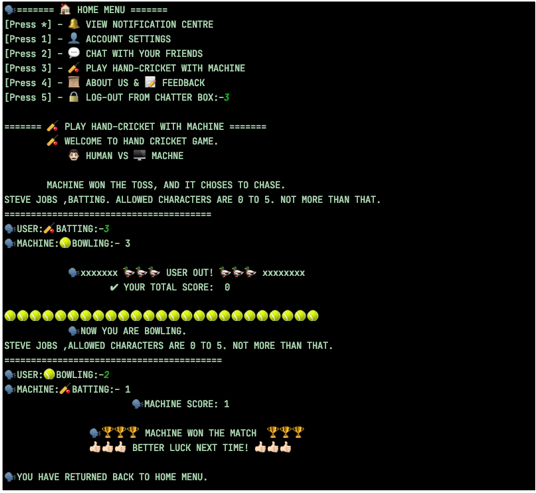 🗣======= 🏠 HOME MENU =======
[Press *] - 🔔 VIEW NOTIFICATION CENTRE
[Press 1] - 👤 ACCOUNT SETTINGS
[Press 2] - 💬 CHAT WITH YOUR FRIENDS
[Press 3] - 🏏 PLAY HAND-CRICKET WITH MACHINE
[Press 4] - 📜 ABOUT US & 📝 FEEDBACK
[Press 5] - 🔒 LOG-OUT FROM CHATTER BOX:-3
======= 🏏 PLAY HAND-CRICKET WITH MACHINE =======
🏏 WELCOME TO HAND CRICKET GAME.
👨🏻 HUMAN VS 🖥 MACHNE
MACHINE WON THE TOSS, AND IT CHOSES TO CHASE.
STEVE JOBS ,BATTING. ALLOWED CHARACTERS ARE 0 TO 5. NOT MORE THAN THAT.
=======================================
🗣USER:🏏BATTING:-3
🗣MACHINE:🎾BOWLING:- 3
🗣xxxxxxx 🦆🦆🦆 USER OUT! 🦆🦆🦆 xxxxxxxx
✔ YOUR TOTAL SCORE:  0
🎾🎾🎾🎾🎾🎾🎾🎾🎾🎾🎾🎾🎾🎾🎾🎾🎾🎾🎾🎾🎾🎾🎾🎾🎾
🗣NOW YOU ARE BOWLING.
STEVE JOBS ,ALLOWED CHARACTERS ARE 0 TO 5. NOT MORE THAN THAT.
=========================================
🗣USER:🎾BOWLING:-2
🗣MACHINE:🏏BATTING:- 1
🗣MACHINE SCORE: 1
🗣🏆🏆🏆 MACHINE WON THE MATCH  🏆🏆🏆
👍🏻👍🏻👍🏻 BETTER LUCK NEXT TIME! 👍🏻👍🏻👍🏻
🗣YOU HAVE RETURNED BACK TO HOME MENU.